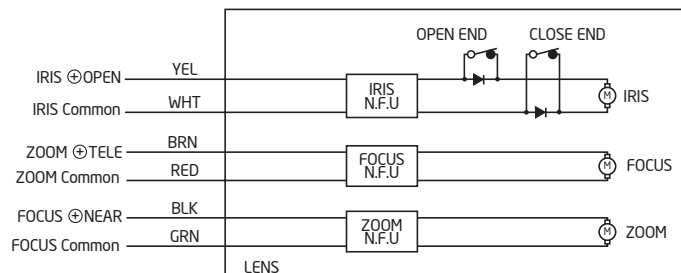 OPEN END CLOSE END
IRIS ⊕OPEN YEL
IRIS Common WHT
IRIS
N.F.U
M IRIS
ZOOM ⊕TELE BRN
ZOOM Common RED
FOCUS
N.F.U
M FOCUS
FOCUS ⊕NEAR BLK
FOCUS Common GRN
ZOOM
N.F.U
M ZOOM
LENS